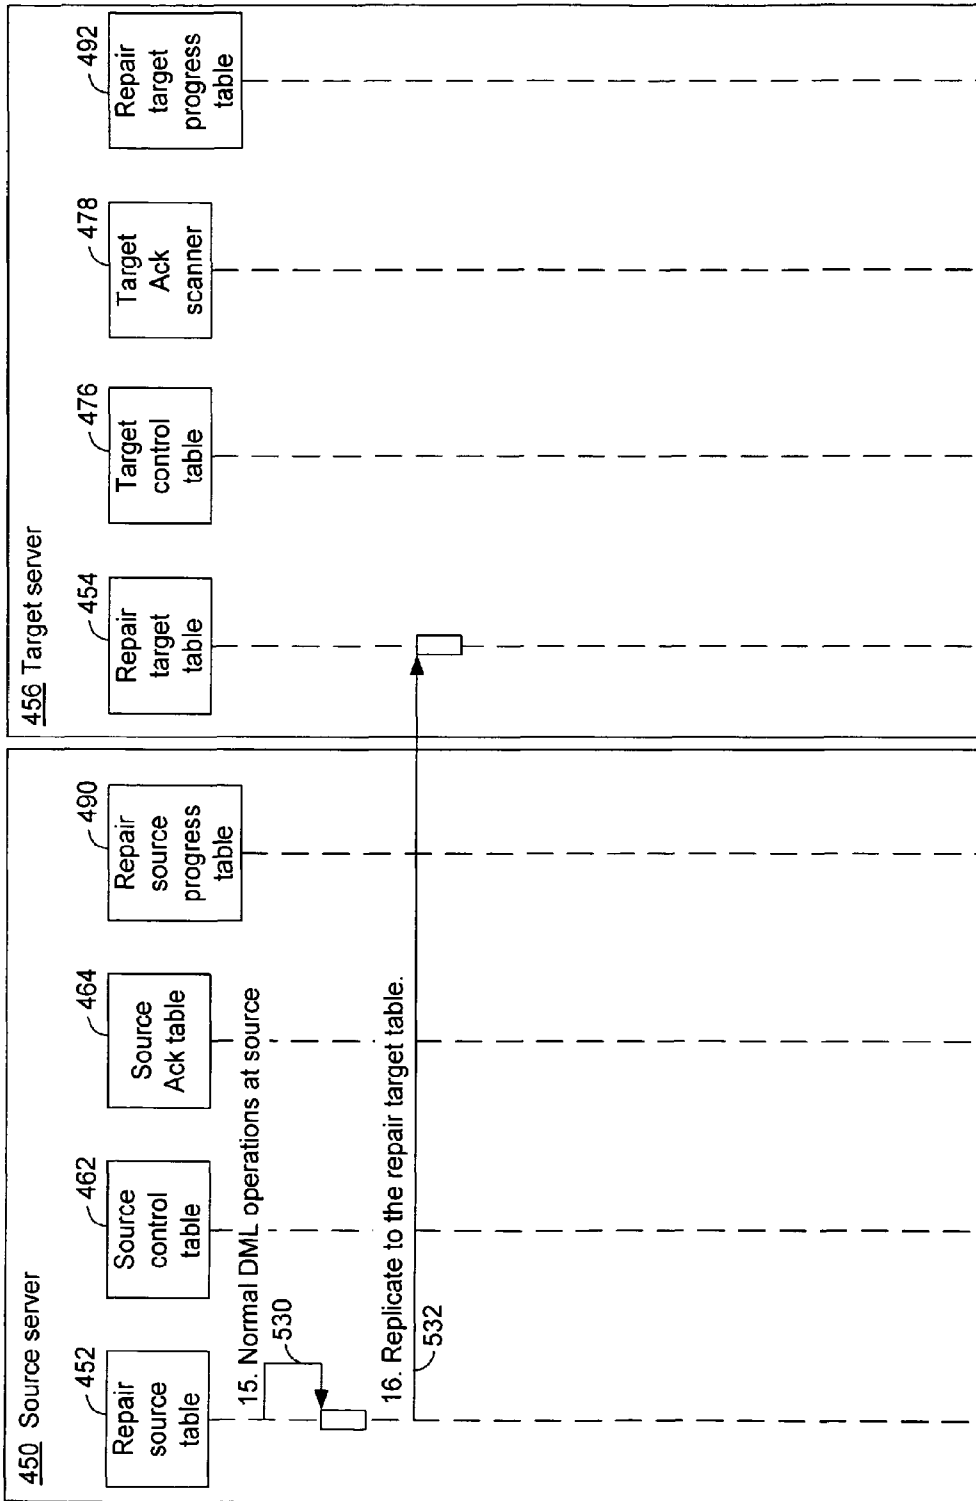 450 Source server
452
Repair
source
table
462
Source
control
table
464
Source
Ack table
490
Repair
source
progress
table
456 Target server
454
Repair
target
table
476
Target
control
table
478
Target
Ack
scanner
492
Repair
target
progress
table
15. Normal DML operations at source
530
16. Replicate to the repair target table.
532